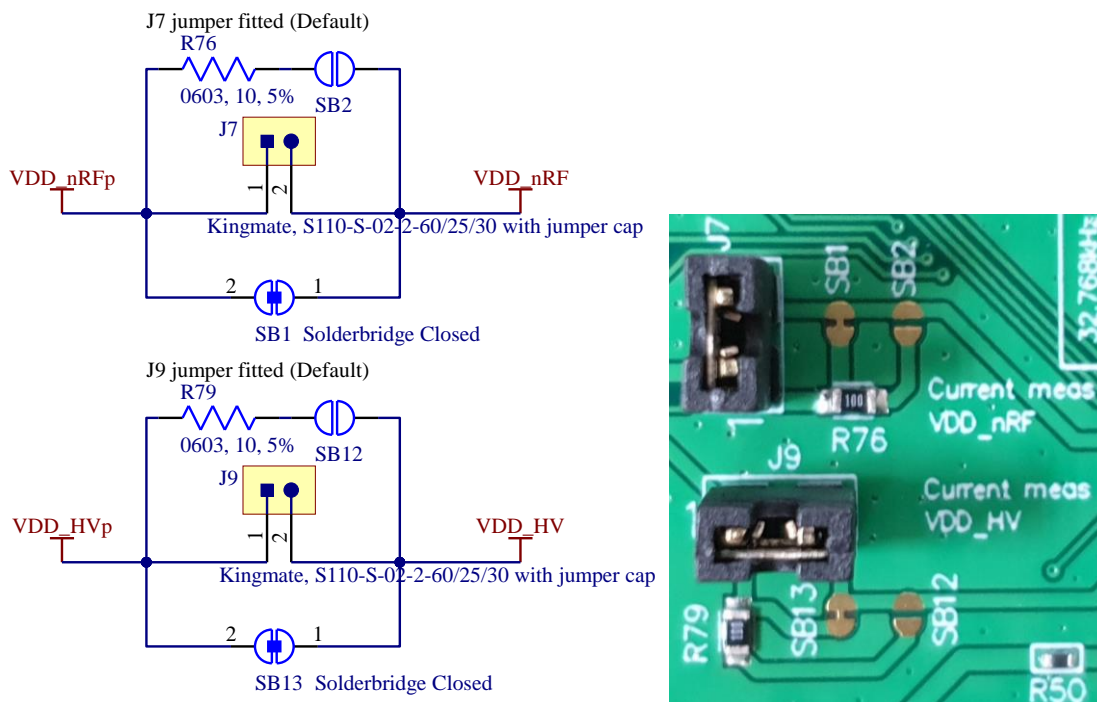 J7 jumper fitted (Default)
R76
0603, 10, 5%
SB2
J7
VDD_nRFp
VDD_nRF
1
2
Kingmate, S110-S-02-2-60/25/30 with jumper cap
2
1
SB1 Solderbridge Closed
J9 jumper fitted (Default)
R79
0603, 10, 5%
SB12
J9
VDD_HVp
VDD_HV
1
2
Kingmate, S110-S-02-2-60/25/30 with jumper cap
2
1
SB13 Solderbridge Closed
J7
SB1
SB2
32.768kHz
100
R76
1
Current meas
VDD_nRF
J9
1
Current meas
VDD_HV
R79
100
SB13
SB12
R50